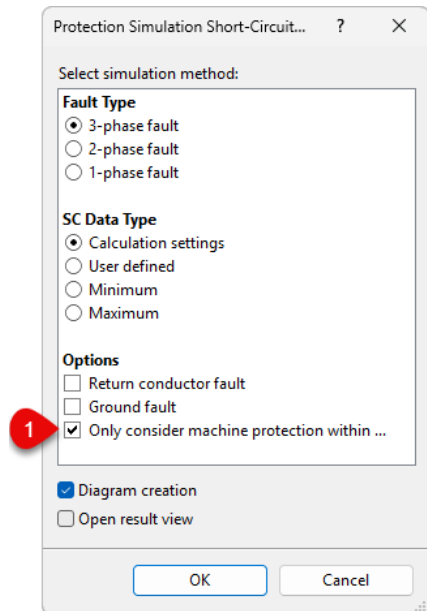 Protection Simulation Short-Circuit... ?
Select simulation method:
Fault Type
3-phase fault
2-phase fault
1-phase fault
SC Data Type
Calculation settings
User defined
Minimum
Maximum
Options
Return conductor fault
Ground fault
1 Only consider machine protection within ...
Diagram creation
Open result view
OK Cancel